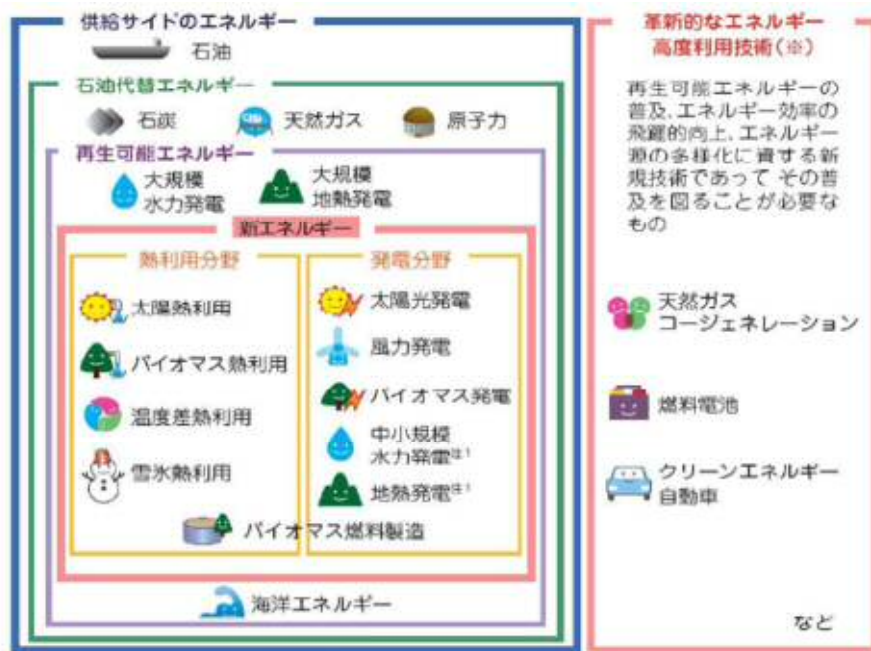 供給サイドのエネルギー
石油
石油代替エネルギー
石炭
天然ガス
原子力
再生可能エネルギー
大規模
水力発電
大規模
地熱発電
新エネルギー
熱利用分野
太陽熱利用
バイオマス熱利用
温度差熱利用
雪氷熱利用
発電分野
太陽光発電
風力発電
バイオマス発電
中小規模
水力発電注1
地熱発電注1
バイオマス燃料製造
海洋エネルギー
革新的なエネルギー
高度利用技術(※)
再生可能エネルギーの
普及、エネルギー効率の
飛躍的向上、エネルギー
源の多様化に資する新
規技術であって その普
及を図ることが必要な
もの
天然ガス
コージェネレーション
燃料電池
クリーンエネルギー
自動車
など